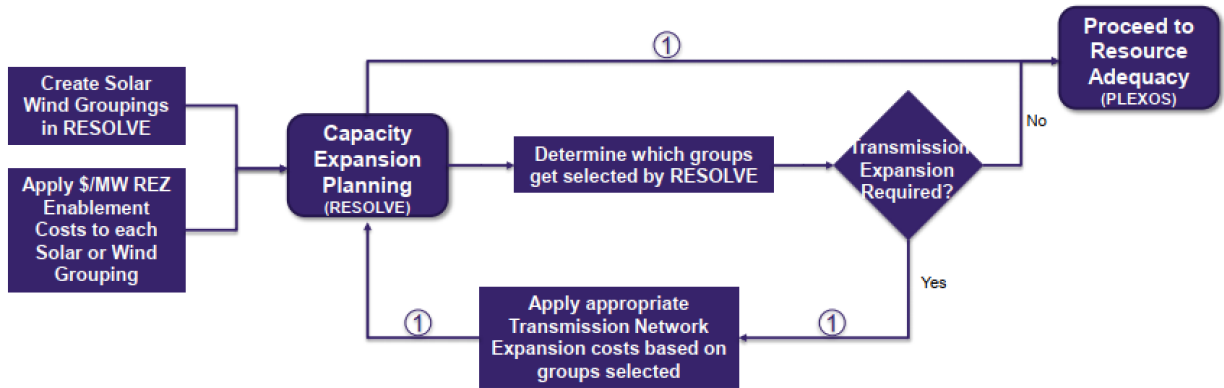 Create Solar
Wind Groupings
in RESOLVE
Apply $/MW REZ
Enablement
Costs to each
Solar or Wind
Grouping
Capacity
Expansion
Planning
(RESOLVE)
①
Determine which groups
get selected by RESOLVE
Transmission
Expansion
Required?
No
Proceed to
Resource
Adequacy
(PLEXOS)
Yes
①
Apply appropriate
Transmission Network
Expansion costs based on
groups selected
①